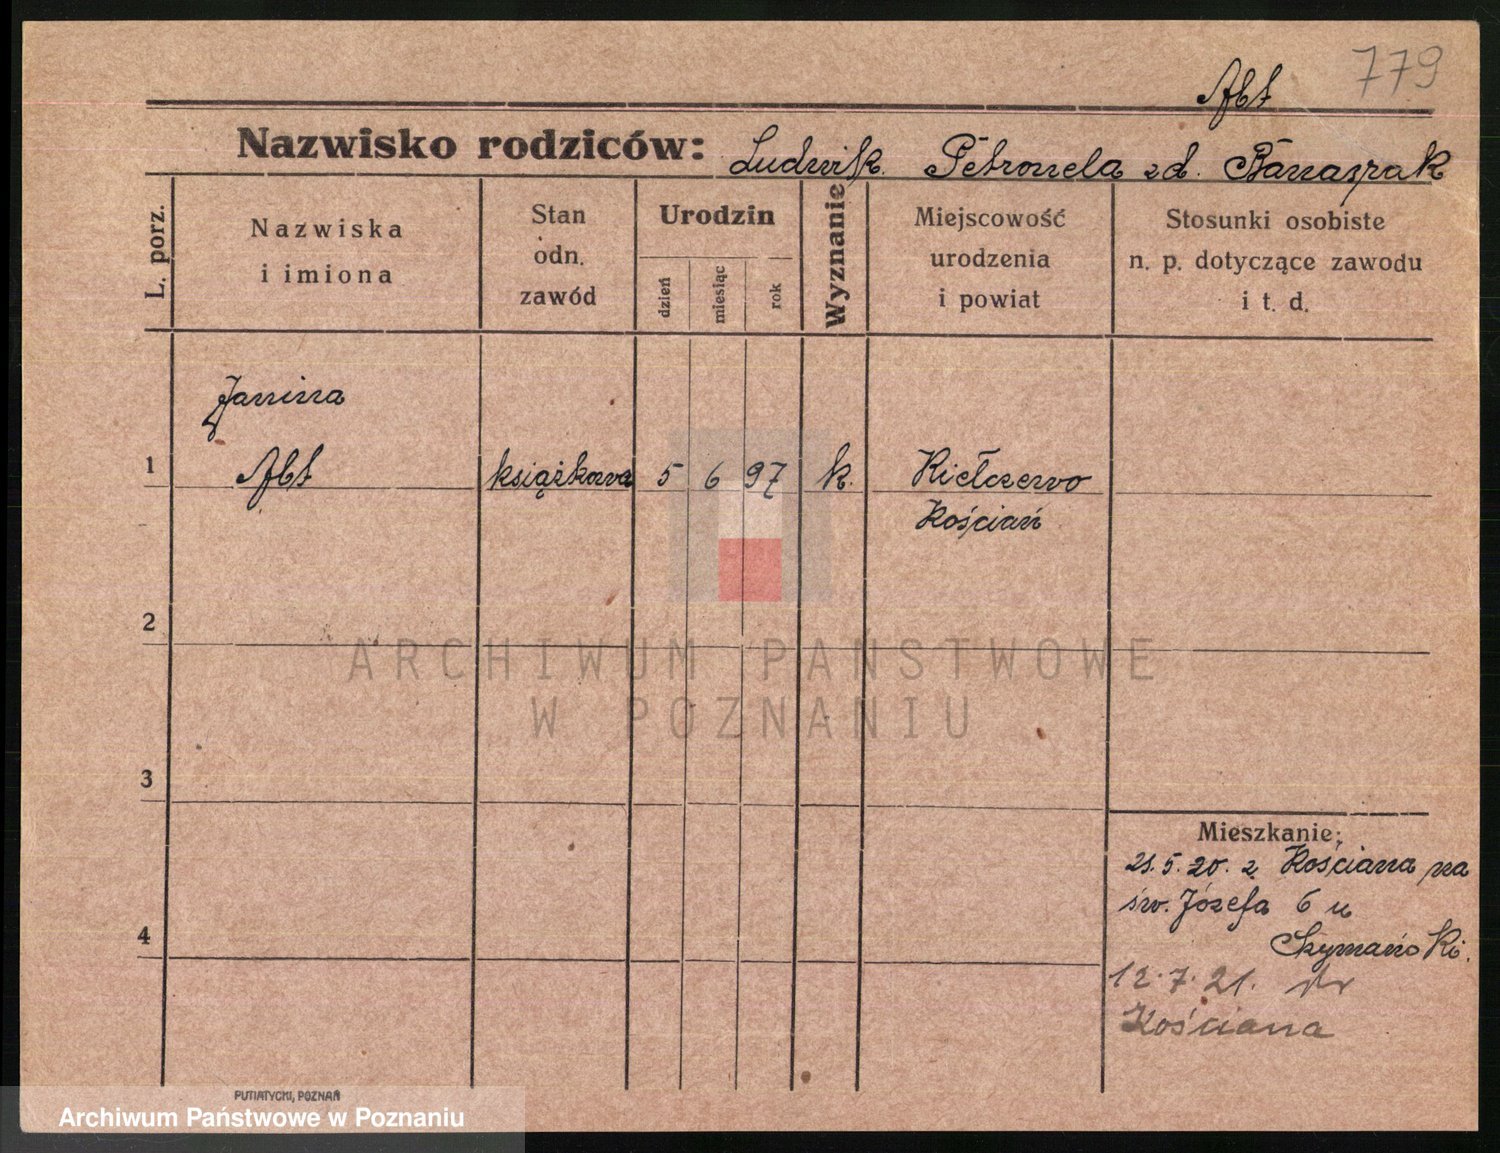 779
Abt
Nazwisko rodziców: Ludwik. Petronela zd. Banaszak
L. porz.
Nazwiska
i imiona
Stan
odn.
zawód
Urodzin
dzień
miesiąc
rok
Wyznanie
Miejscowość
urodzenia
i powiat
Stosunki osobiste
n. p. dotyczące zawodu
i t. d.
Janina
1 Abt książkowa 5 6 97 k. Kiełczewo
Kościan
2
ARCHIWUM PAŃSTWOWE
W POZNANIU
3
Mieszkanie:
21.5.20. z Kościana na
św. Józefa 6 u
Szymański.
4
12.7.21. do
Kościana
PUTIATYCKI, POZNAŃ
Archiwum Państwowe w Poznaniu